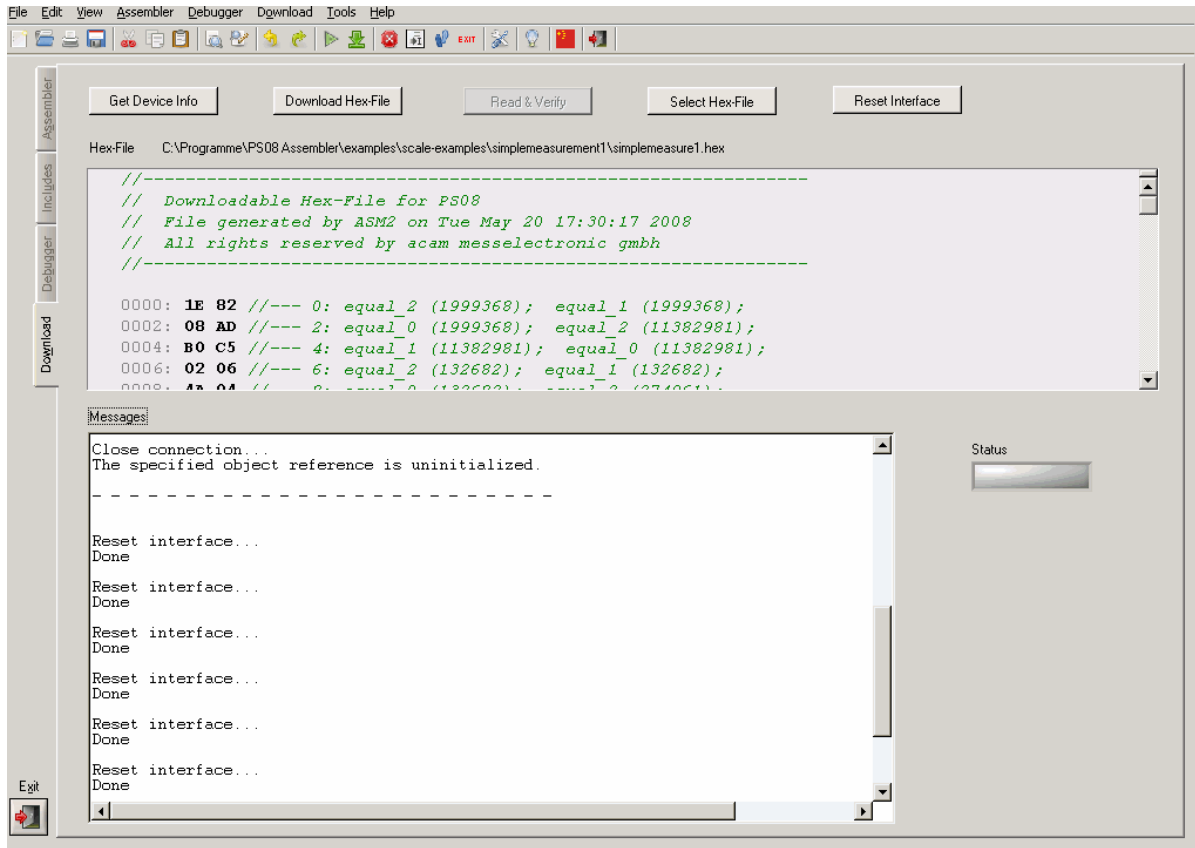 File Edit View Assembler Debugger Download Tools Help
EXIT
Assembler
Includes
Debugger
Download
Get Device Info Download Hex-File Read & Verify Select Hex-File Reset Interface
Hex-File C:\Programme\PS08 Assembler\examples\scale-examples\simplemeasurement1\simplemeasure1.hex
//------------------------------------------------------------------
// Downloadable Hex-File for PS08
// File generated by ASM2 on Tue May 20 17:30:17 2008
// All rights reserved by acam messelectronic gmbh
//------------------------------------------------------------------
0000: 1E 82 //--- 0: equal_2 (1999368); equal_1 (1999368);
0002: 08 AD //--- 2: equal_0 (1999368); equal_2 (11382981);
0004: B0 C5 //--- 4: equal_1 (11382981); equal_0 (11382981);
0006: 02 06 //--- 6: equal_2 (132682); equal_1 (132682);
Messages
Close connection...
The specified object reference is uninitialized.
- - - - - - - - - - - - - - - - - - - - - - - - -
Reset interface...
Done
Reset interface...
Done
Reset interface...
Done
Reset interface...
Done
Reset interface...
Done
Reset interface...
Done
Status
Exit